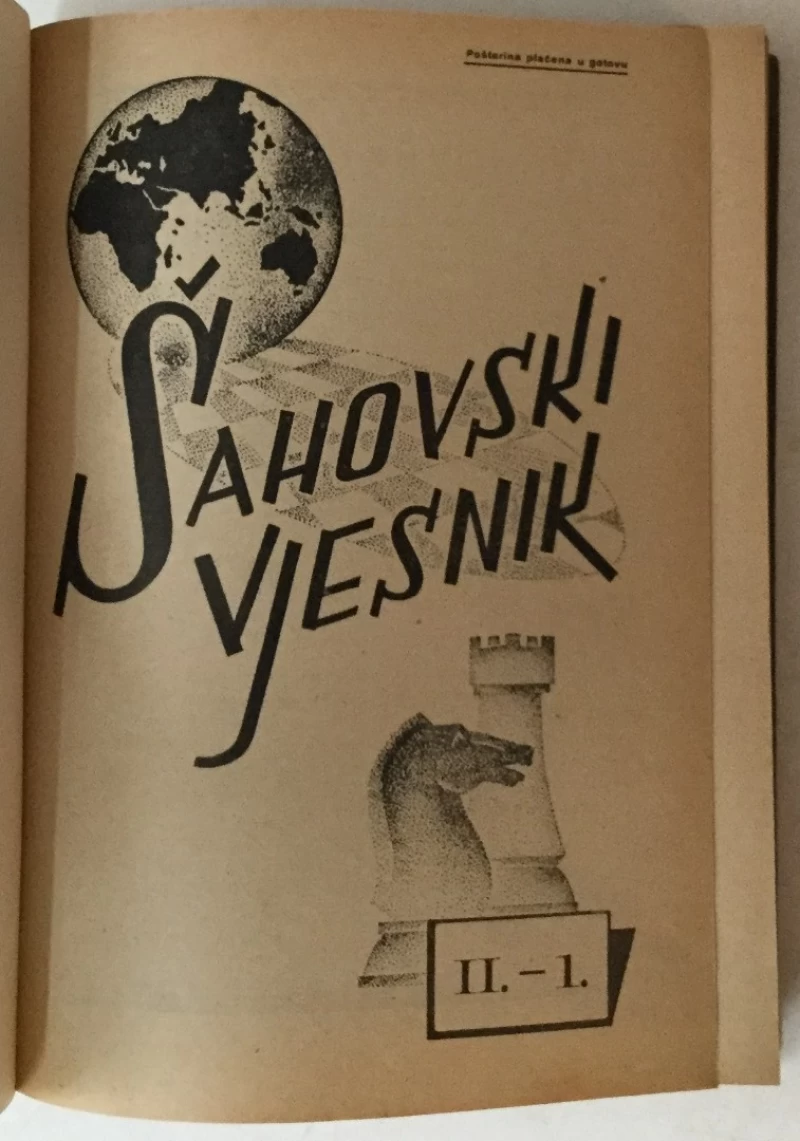 Poštarina plaćena u gotovu
ŠAHOVSKI
VJESNIK
II.–1.